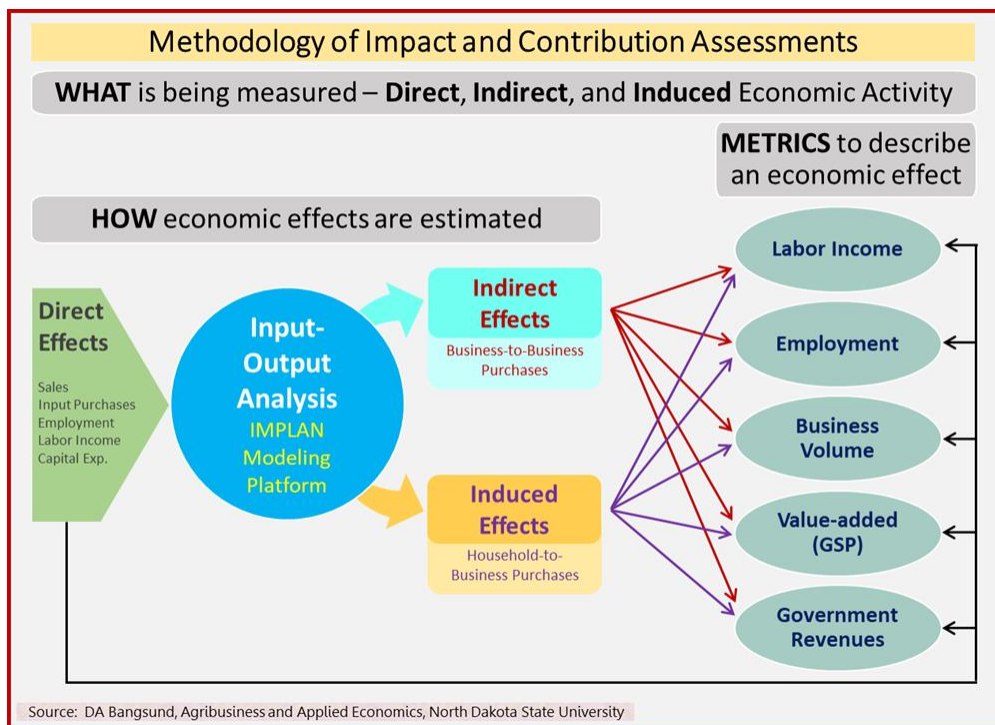 Methodology of Impact and Contribution Assessments
WHAT is being measured – Direct, Indirect, and Induced Economic Activity
METRICS to describe
an economic effect
HOW economic effects are estimated
Direct
Effects
Sales
Input Purchases
Employment
Labor Income
Capital Exp.
Input-
Output
Analysis
IMPLAN
Modeling
Platform
Indirect
Effects
Business-to-Business
Purchases
Induced
Effects
Household-to-
Business Purchases
Labor Income
Employment
Business
Volume
Value-added
(GSP)
Government
Revenues
Source:  DA Bangsund, Agribusiness and Applied Economics, North Dakota State University